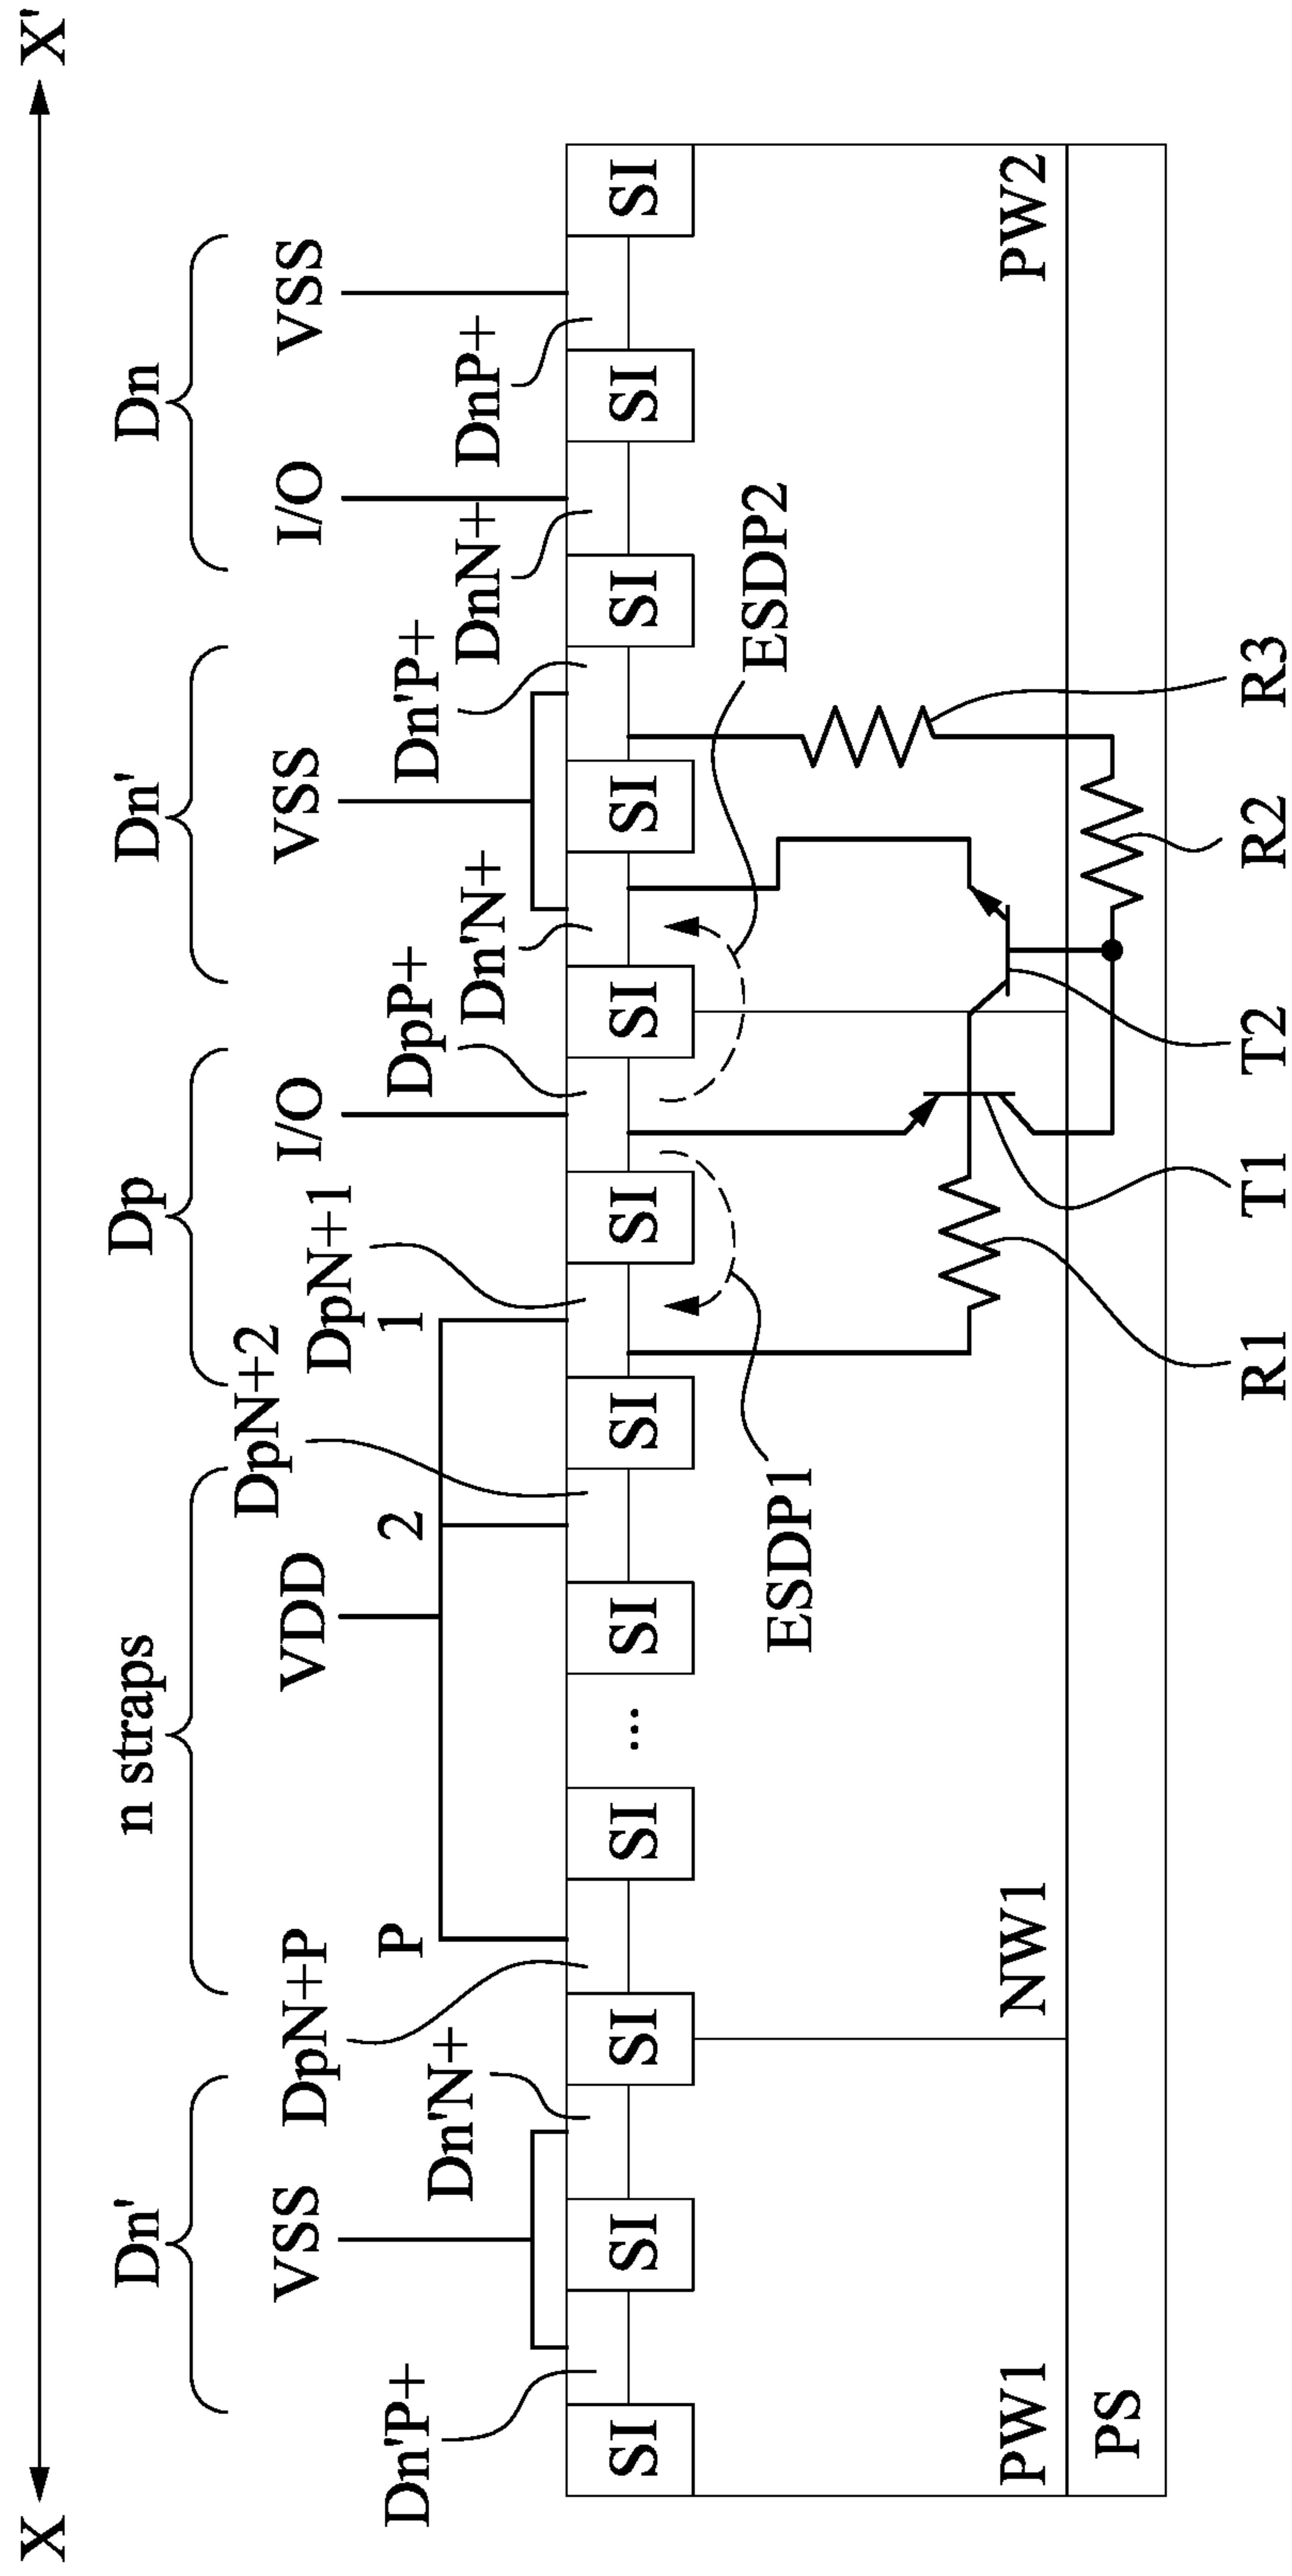 X X'
Dn' n straps Dp Dn' Dn
VSS VDD I/O VSS I/O VSS
Dn'P+ Dn'N+ DpN+P P 2 DpN+2 1 DpN+1 DpP+ Dn'N+ Dn'P+ DnN+ DnP+
SI SI SI SI ... SI SI SI SI SI SI SI SI
ESDP1 ESDP2
PW1 NW1 PW2
PS
R1 T1 T2 R2 R3